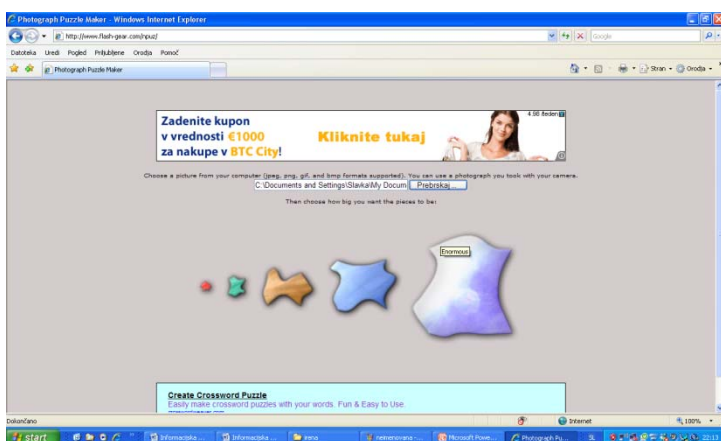 Photograph Puzzle Maker - Windows Internet Explorer
http://www.flash-gear.com/npuz/
Google
Datoteka Uredi Pogled Priljubljene Orodja Pomoč
Photograph Puzzle Maker
Stran Orodja
Zadenite kupon
v vrednosti €1000
za nakupe v BTC City!
Kliknite tukaj
Choose a picture from your computer (jpeg, png, gif, and bmp formats supported). You can use a photograph you took with your camera.
C:\Documents and Settings\Slavka\My Docum Prebrskaj...
Then choose how big you want the pieces to be:
Enormous
Create Crossword Puzzle
Easily make crossword puzzles with your words. Fun & Easy to Use.
Dokončano
Internet
100%
start
Informacijska ...
Informacijska ...
irena
Microsoft Powe...
Photograph Pu...
SL